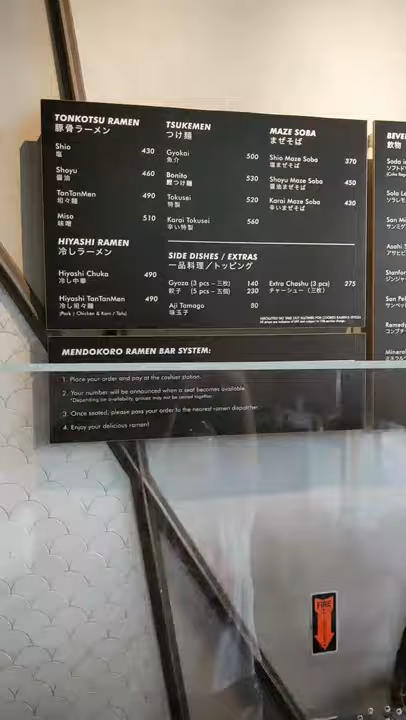 TONKOTSU RAMEN
豚骨ラーメン
Shio 430
塩
Shoyu 460
醤油
TanTanMen 490
坦々麺
Miso 510
味噌
HIYASHI RAMEN
冷しラーメン
Hiyashi Chuka 490
冷し中華
Hiyashi TanTanMen 490
冷し坦々麺
(Pork / Chicken & Korn / Tofu)
TSUKEMEN
つけ麺
Gyokai 500
魚介
Bonito 530
鰹つけ麺
Tokusei 520
特製
Karai Tokusei 560
辛い特製
MAZE SOBA
まぜそば
Shio Maze Soba 370
塩まぜそば
Shoyu Maze Soba 450
醤油まぜそば
Karai Maze Soba 430
辛いまぜそば
SIDE DISHES / EXTRAS
一品料理／トッピング
Gyoza (3 pcs – 三枚) 140
餃子 (5 pcs – 五個) 230
Aji Tamago 80
味玉子
Extra Chashu (3 pcs) 275
チャーシュー（三枚）
MENDOKORO RAMEN BAR SYSTEM:
1. Place your order and pay at the cashier station.
2. Your number will be announced when a seat becomes available.
*Depending on availability, groups may not be seated together.
3. Once seated, please pass your order to the nearest ramen dispatcher.
4. Enjoy your delicious ramen!
飲物
FIRE